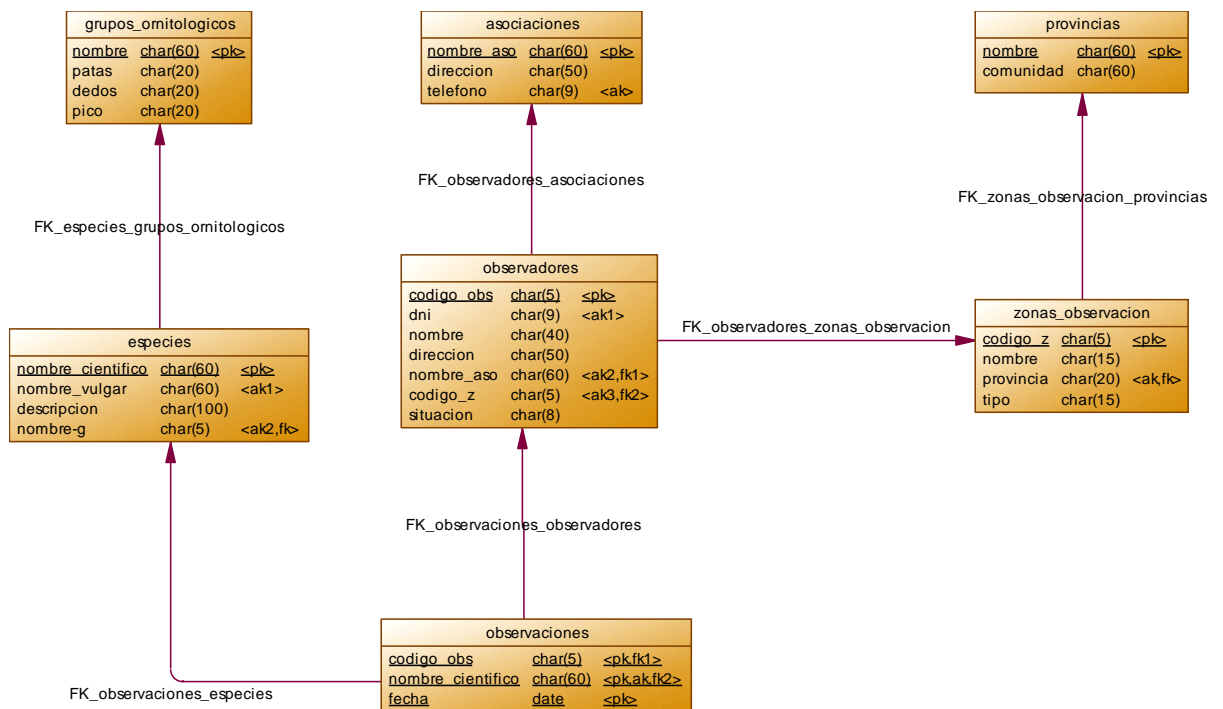 grupos_ornitologicos
nombre char(60) <pk>
patas char(20)
dedos char(20)
pico char(20)
asociaciones
nombre_aso char(60) <pk>
direccion char(50)
telefono char(9) <ak>
provincias
nombre char(60) <pk>
comunidad char(60)
FK_observadores_asociaciones
FK_zonas_observacion_provincias
FK_especies_grupos_ornitologicos
observadores
codigo_obs char(5) <pk>
dni char(9) <ak1>
nombre char(40)
direccion char(50)
nombre_aso char(60) <ak2,fk1>
codigo_z char(5) <ak3,fk2>
situacion char(8)
FK_observadores_zonas_observacion
zonas_observacion
codigo_z char(5) <pk>
nombre char(15)
provincia char(20) <ak,fk>
tipo char(15)
especies
nombre_cientifico char(60) <pk>
nombre_vulgar char(60) <ak1>
descripcion char(100)
nombre-g char(5) <ak2,fk>
FK_observaciones_observadores
observaciones
codigo_obs char(5) <pk,fk1>
nombre_cientifico char(60) <pk,ak,fk2>
fecha date <pk>
FK_observaciones_especies